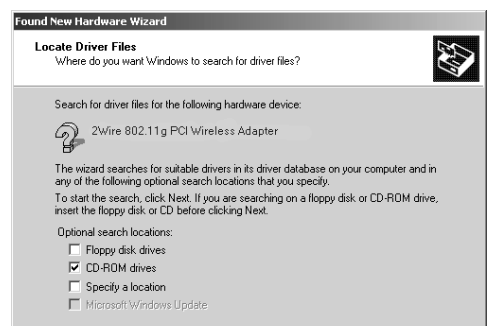 Found New Hardware Wizard
Locate Driver Files
Where do you want Windows to search for driver files?
Search for driver files for the following hardware device:
2Wire 802.11g PCI Wireless Adapter
The wizard searches for suitable drivers in its driver database on your computer and in
any of the following optional search locations that you specify.
To start the search, click Next. If you are searching on a floppy disk or CD-ROM drive,
insert the floppy disk or CD before clicking Next.
Optional search locations:
Floppy disk drives
CD-ROM drives
Specify a location
Microsoft Windows Update